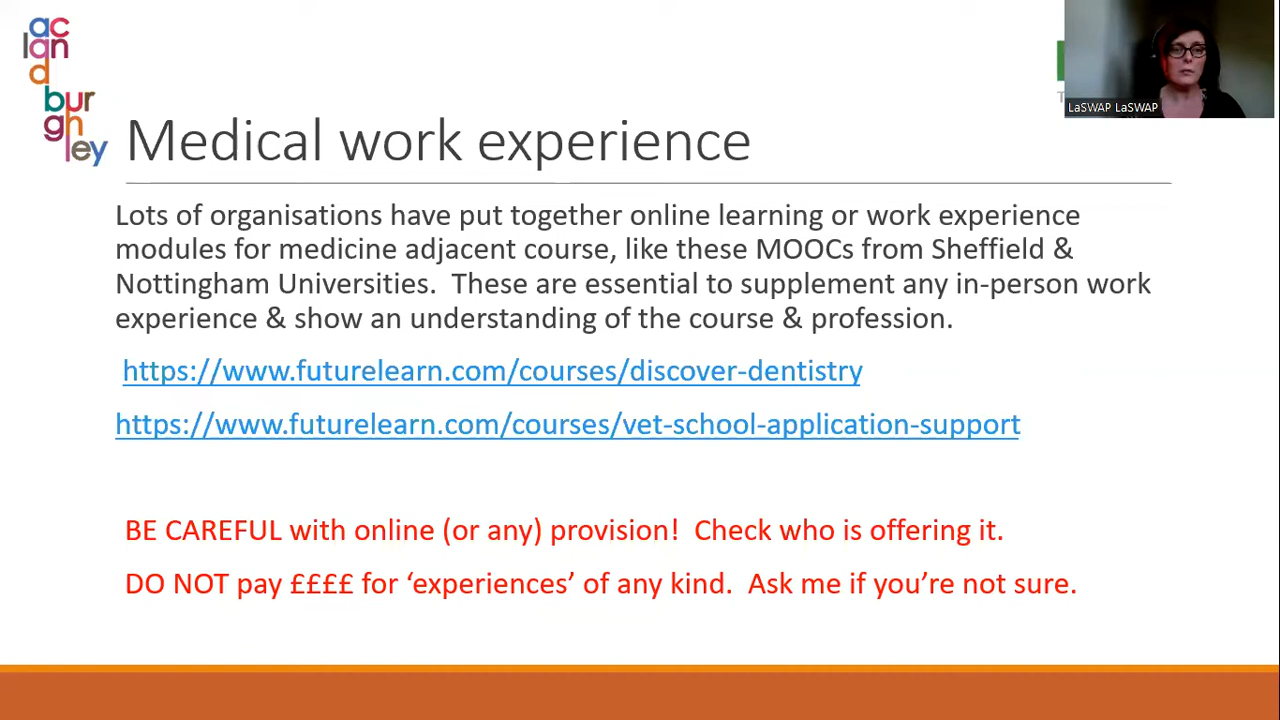 ac
lan
d
bur
gh
ley
LaSWAP LaSWAP
Medical work experience
Lots of organisations have put together online learning or work experience
modules for medicine adjacent course, like these MOOCs from Sheffield &
Nottingham Universities.  These are essential to supplement any in-person work
experience & show an understanding of the course & profession.
https://www.futurelearn.com/courses/discover-dentistry
https://www.futurelearn.com/courses/vet-school-application-support
BE CAREFUL with online (or any) provision!  Check who is offering it.
DO NOT pay ££££ for ‘experiences’ of any kind.  Ask me if you’re not sure.